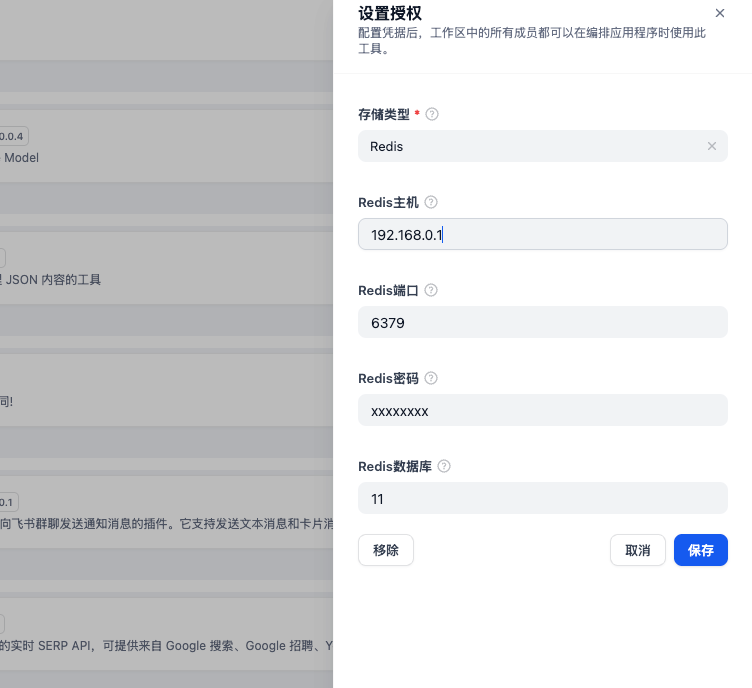 设置授权
配置凭据后，工作区中的所有成员都可以在编排应用程序时使用此
工具。
存储类型 *
Redis
Redis主机
192.168.0.1
Redis端口
6379
Redis密码
xxxxxxxx
Redis数据库
11
移除
取消
保存
0.0.4
Model
JSON 内容的工具
同!
0.1
向飞书群聊发送通知消息的插件。它支持发送文本消息和卡片消
的实时 SERP API，可提供来自 Google 搜索、Google 招聘、Y